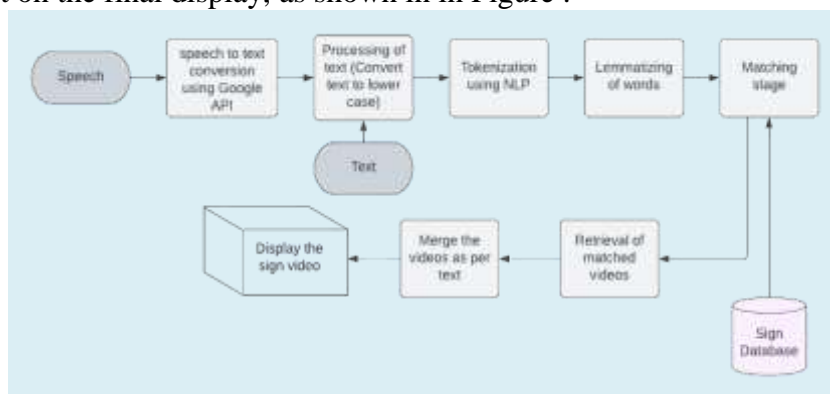 on the final display, as shown in in Figure .
Speech
speech to text
conversion
using Google
API
Processing of
text (Convert
text to lower
case)
Tokenization
using NLP
Lemmatizing
of words
Matching
stage
Text
Display the
sign video
Merge the
videos as per
text
Retrieval of
matched
videos
Sign
Database